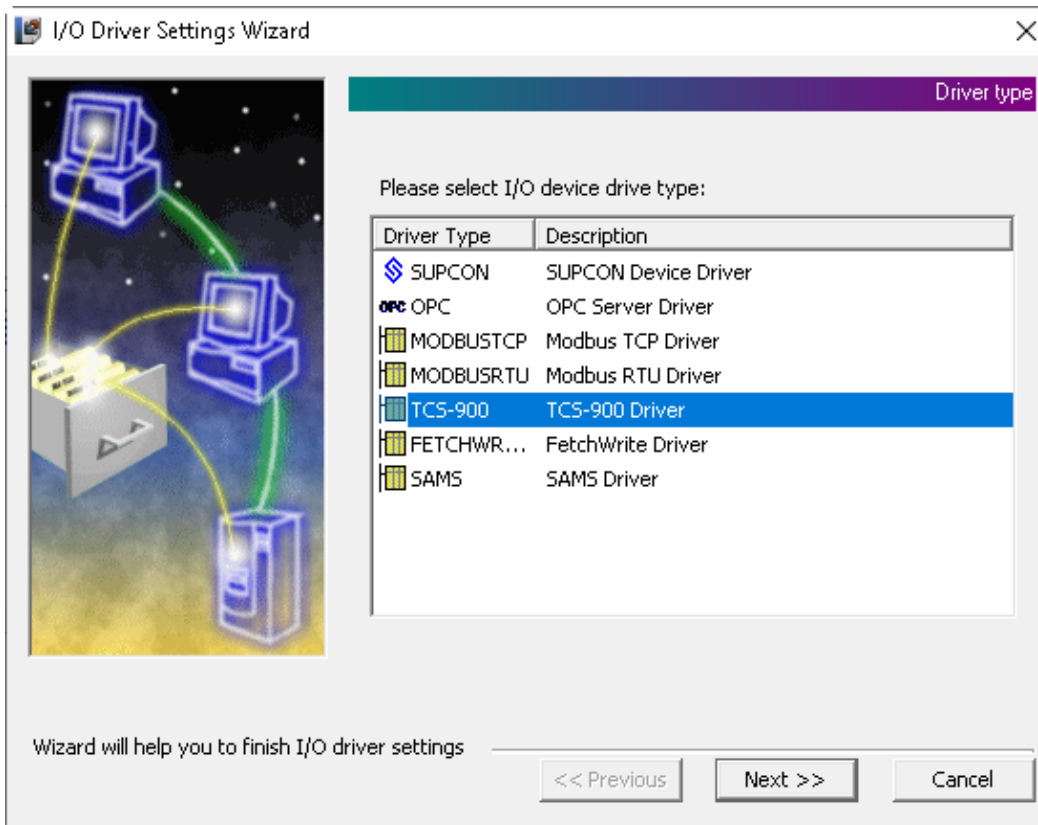 I/O Driver Settings Wizard
Driver type
Please select I/O device drive type:
Driver Type Description
SUPCON SUPCON Device Driver
OPC OPC OPC Server Driver
MODBUSTCP Modbus TCP Driver
MODBUSRTU Modbus RTU Driver
TCS-900 TCS-900 Driver
FETCHWR... FetchWrite Driver
SAMS SAMS Driver
Wizard will help you to finish I/O driver settings
<< Previous Next >> Cancel